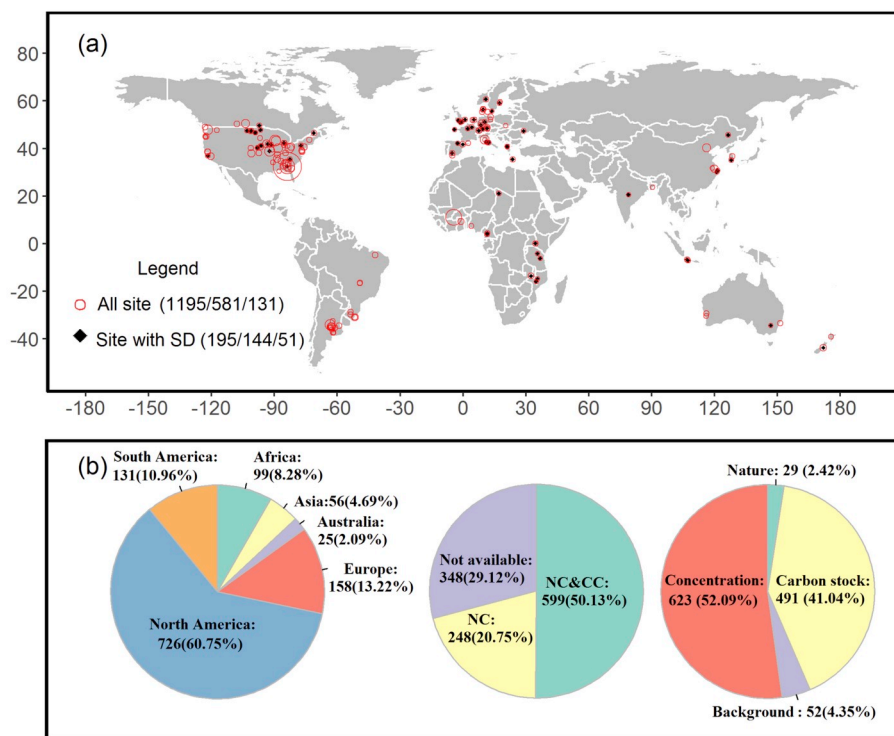 (a)
80
60
40
20
0
-20
-40
Legend
All site (1195/581/131)
Site with SD (195/144/51)
-180 -150 -120 -90 -60 -30 0 30 60 90 120 150 180
(b)
South America:
131(10.96%)
Africa:
99(8.28%)
Asia:56(4.69%)
Australia:
25(2.09%)
Europe:
158(13.22%)
North America:
726(60.75%)
Not available:
348(29.12%)
NC&CC:
599(50.13%)
NC:
248(20.75%)
Nature: 29 (2.42%)
Concentration:
623 (52.09%)
Carbon stock:
491 (41.04%)
Background : 52(4.35%)